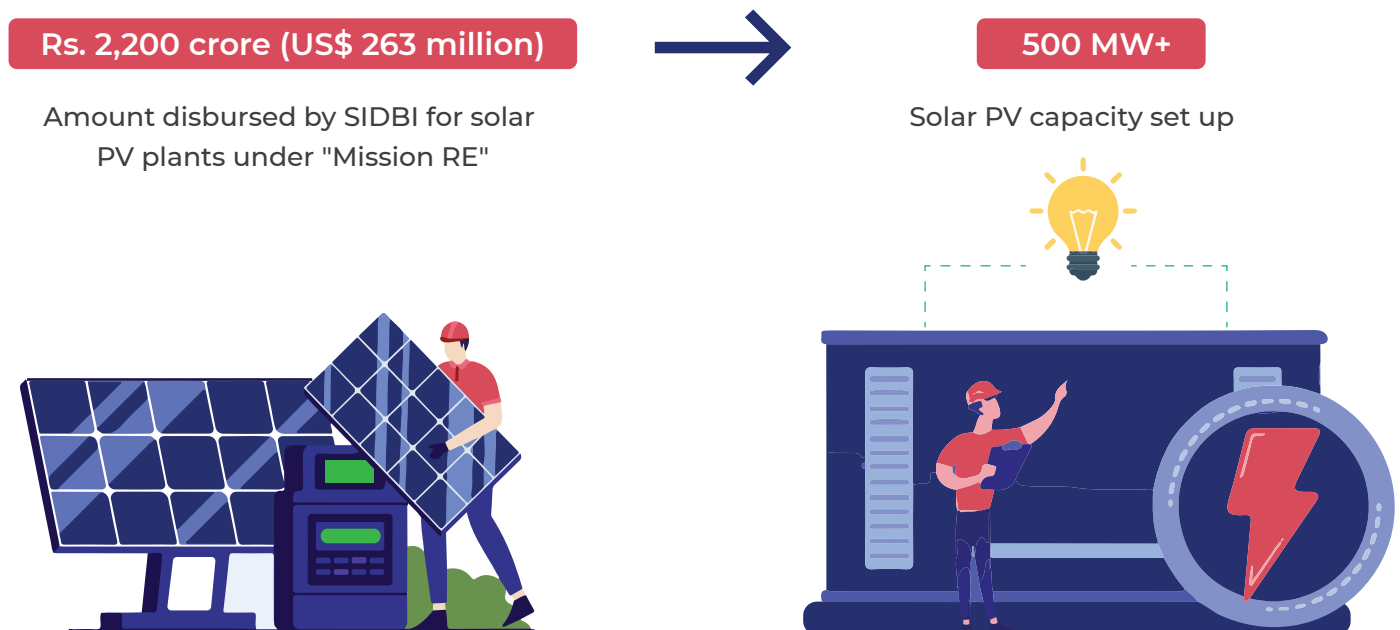 Rs. 2,200 crore (US$ 263 million)
Amount disbursed by SIDBI for solar
PV plants under "Mission RE"
500 MW+
Solar PV capacity set up